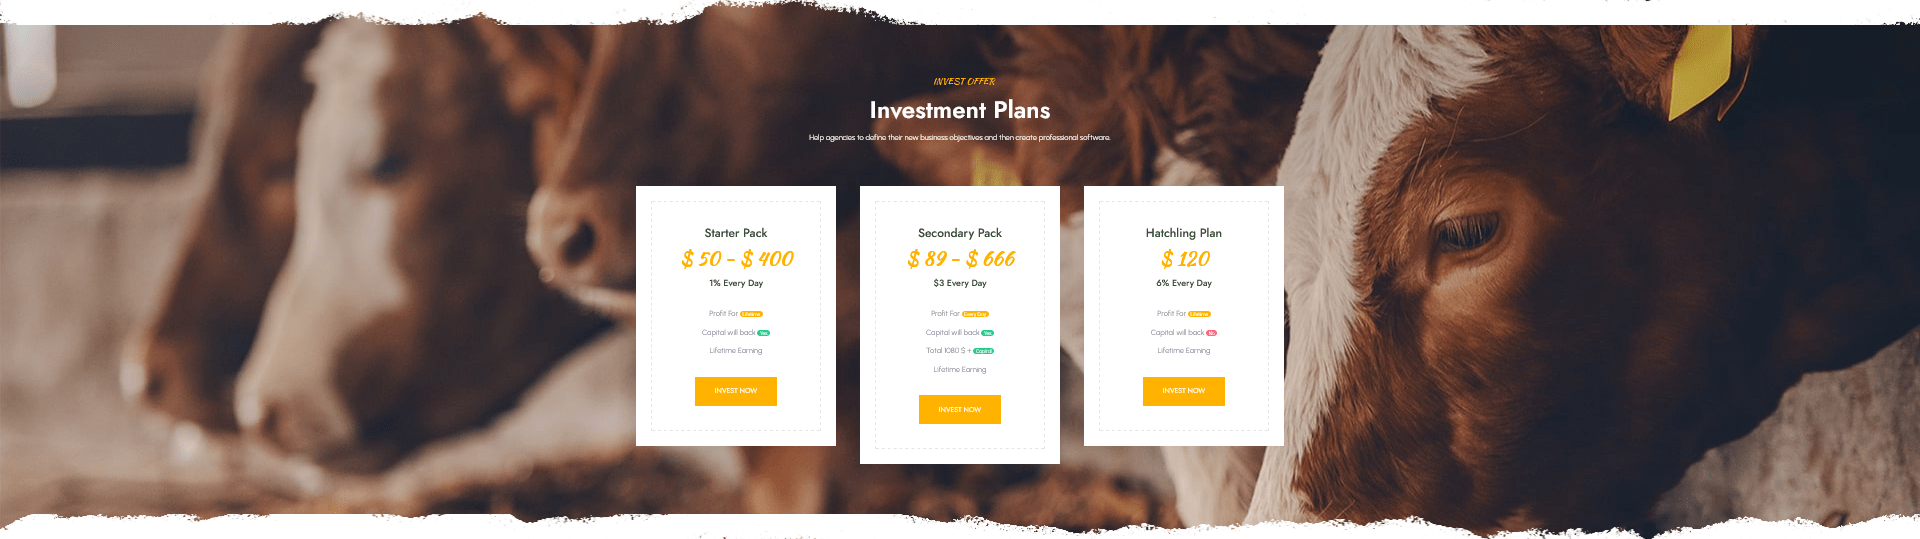 INVEST OFFER
Investment Plans
Help agencies to define their new business objectives and then create professional software.
Starter Pack
$ 50 - $ 400
1% Every Day
Profit For Lifetime
Capital will back Yes
Lifetime Earning
INVEST NOW
Secondary Pack
$ 89 - $ 666
$3 Every Day
Profit For Every Day
Capital will back Yes
Total 1080 $ + Capital
Lifetime Earning
INVEST NOW
Hatchling Plan
$ 120
6% Every Day
Profit For Lifetime
Capital will back No
Lifetime Earning
INVEST NOW